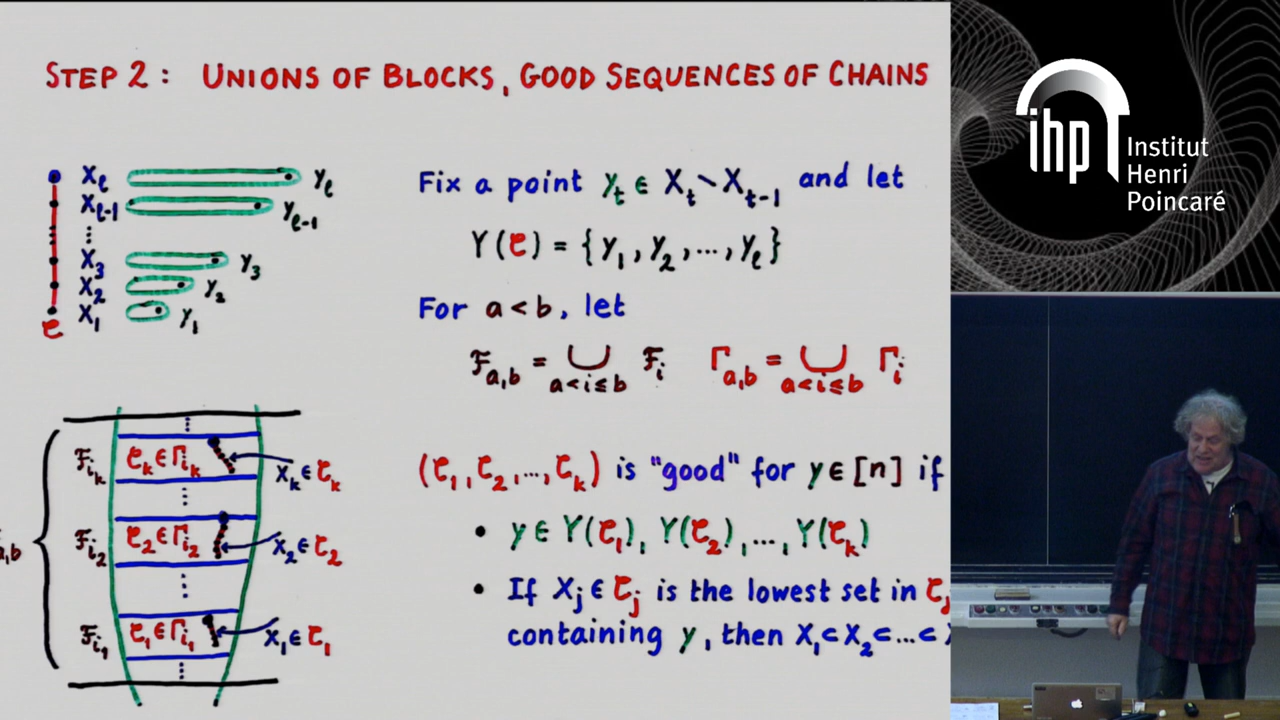 STEP 2: UNIONS OF BLOCKS, GOOD SEQUENCES OF CHAINS
X_ℓ y_ℓ
X_ℓ-1 y_ℓ-1
⋮
X_3 y_3
X_2 y_2
X_1 y_1
𝒞
Fix a point y_t ∈ X_t \ X_t-1 and let
Y(𝒞) = {y_1, y_2, ..., y_ℓ}
For a < b, let
ℱ_a,b = ∪_a<i≤b ℱ_i Γ_a,b = ∪_a<i≤b Γ_i
⋮
ℱ_i_k 𝒞_k ∈ Γ_i_k X_k ∈ 𝒞_k
⋮
a,b ℱ_i_2 𝒞_2 ∈ Γ_i_2 X_2 ∈ 𝒞_2
⋮
ℱ_i_1 𝒞_1 ∈ Γ_i_1 X_1 ∈ 𝒞_1
⋮
(𝒞_1, 𝒞_2, ..., 𝒞_k) is "good" for y ∈ [n] if
• y ∈ Y(𝒞_1), Y(𝒞_2), ..., Y(𝒞_k)
• If X_j ∈ 𝒞_j is the lowest set in 𝒞_j
containing y, then X_1 ⊂ X_2 ⊂ ... ⊂
ihp
Institut
Henri
Poincaré